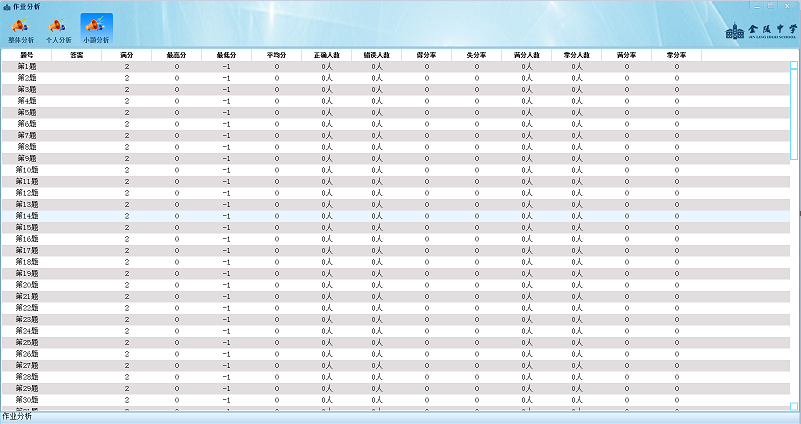 作业分析
整体分析 个人分析 小题分析
金陵中学
JIN LING HIGH SCHOOL
题号 答案 满分 最高分 最低分 平均分 正确人数 错误人数 得分率 失分率 满分人数 零分人数 满分率 零分率
第1题 2 0 -1 0 0人 0人 0 0 0人 0人 0 0
第2题 2 0 -1 0 0人 0人 0 0 0人 0人 0 0
第3题 2 0 -1 0 0人 0人 0 0 0人 0人 0 0
第4题 2 0 -1 0 0人 0人 0 0 0人 0人 0 0
第5题 2 0 -1 0 0人 0人 0 0 0人 0人 0 0
第6题 2 0 -1 0 0人 0人 0 0 0人 0人 0 0
第7题 2 0 -1 0 0人 0人 0 0 0人 0人 0 0
第8题 2 0 -1 0 0人 0人 0 0 0人 0人 0 0
第9题 2 0 -1 0 0人 0人 0 0 0人 0人 0 0
第10题 2 0 -1 0 0人 0人 0 0 0人 0人 0 0
第11题 2 0 -1 0 0人 0人 0 0 0人 0人 0 0
第12题 2 0 -1 0 0人 0人 0 0 0人 0人 0 0
第13题 2 0 -1 0 0人 0人 0 0 0人 0人 0 0
第14题 2 0 -1 0 0人 0人 0 0 0人 0人 0 0
第15题 2 0 -1 0 0人 0人 0 0 0人 0人 0 0
第16题 2 0 -1 0 0人 0人 0 0 0人 0人 0 0
第17题 2 0 -1 0 0人 0人 0 0 0人 0人 0 0
第18题 2 0 -1 0 0人 0人 0 0 0人 0人 0 0
第19题 2 0 -1 0 0人 0人 0 0 0人 0人 0 0
第20题 2 0 -1 0 0人 0人 0 0 0人 0人 0 0
第21题 2 0 -1 0 0人 0人 0 0 0人 0人 0 0
第22题 2 0 -1 0 0人 0人 0 0 0人 0人 0 0
第23题 2 0 -1 0 0人 0人 0 0 0人 0人 0 0
第24题 2 0 -1 0 0人 0人 0 0 0人 0人 0 0
第25题 2 0 -1 0 0人 0人 0 0 0人 0人 0 0
第26题 2 0 -1 0 0人 0人 0 0 0人 0人 0 0
第27题 2 0 -1 0 0人 0人 0 0 0人 0人 0 0
第28题 2 0 -1 0 0人 0人 0 0 0人 0人 0 0
第29题 2 0 -1 0 0人 0人 0 0 0人 0人 0 0
第30题 2 0 -1 0 0人 0人 0 0 0人 0人 0 0
作业分析